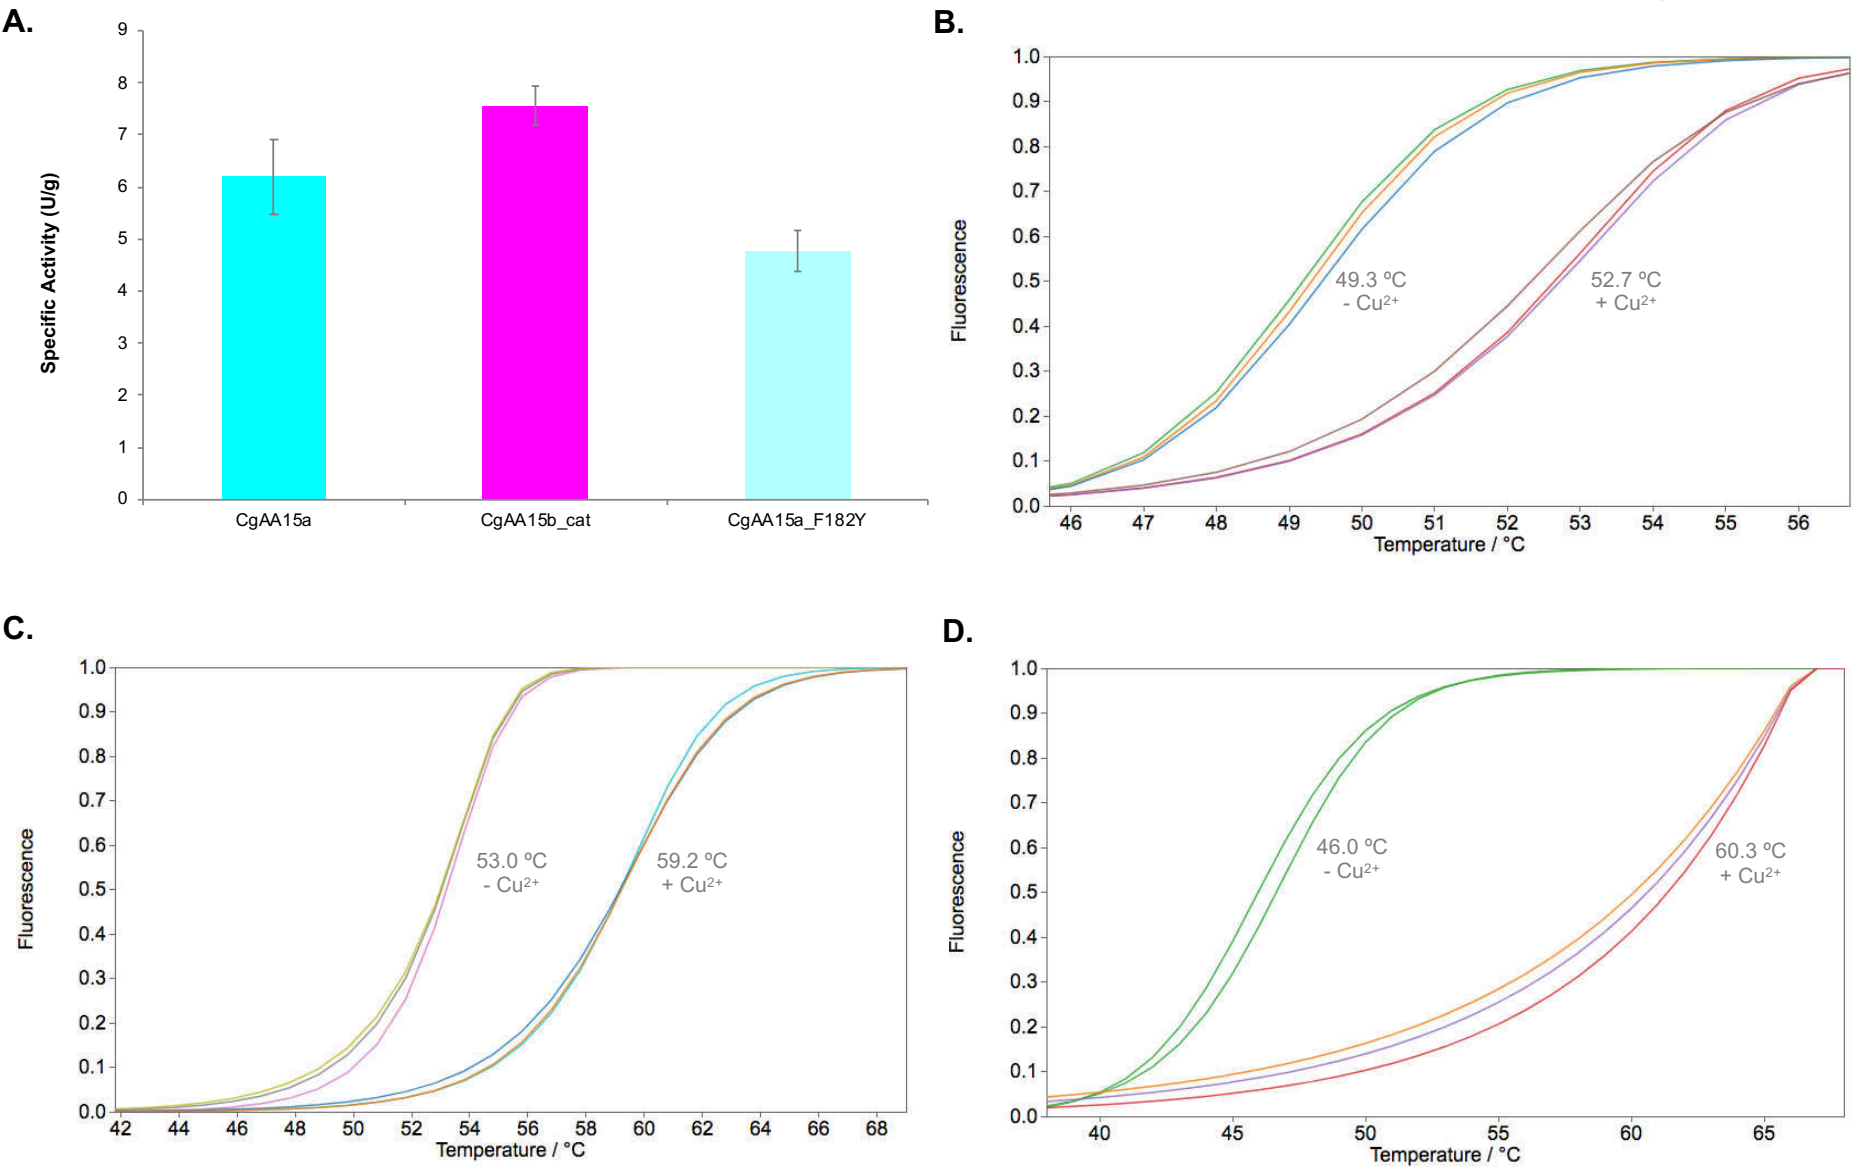 A.
9
8
7
6
5
4
3
2
1
0
Specific Activity (U/g)
CgAA15a
CgAA15b_cat
CgAA15a_F182Y
B.
1.0
0.9
0.8
0.7
0.6
0.5
0.4
0.3
0.2
0.1
0.0
Fluorescence
49.3 ºC
- Cu²⁺
52.7 ºC
+ Cu²⁺
46 47 48 49 50 51 52 53 54 55 56
Temperature / °C
C.
1.0
0.9
0.8
0.7
0.6
0.5
0.4
0.3
0.2
0.1
0.0
Fluorescence
53.0 ºC
- Cu²⁺
59.2 ºC
+ Cu²⁺
42 44 46 48 50 52 54 56 58 60 62 64 66 68
Temperature / °C
D.
1.0
0.9
0.8
0.7
0.6
0.5
0.4
0.3
0.2
0.1
0.0
Fluorescence
46.0 ºC
- Cu²⁺
60.3 ºC
+ Cu²⁺
40 45 50 55 60 65
Temperature / °C